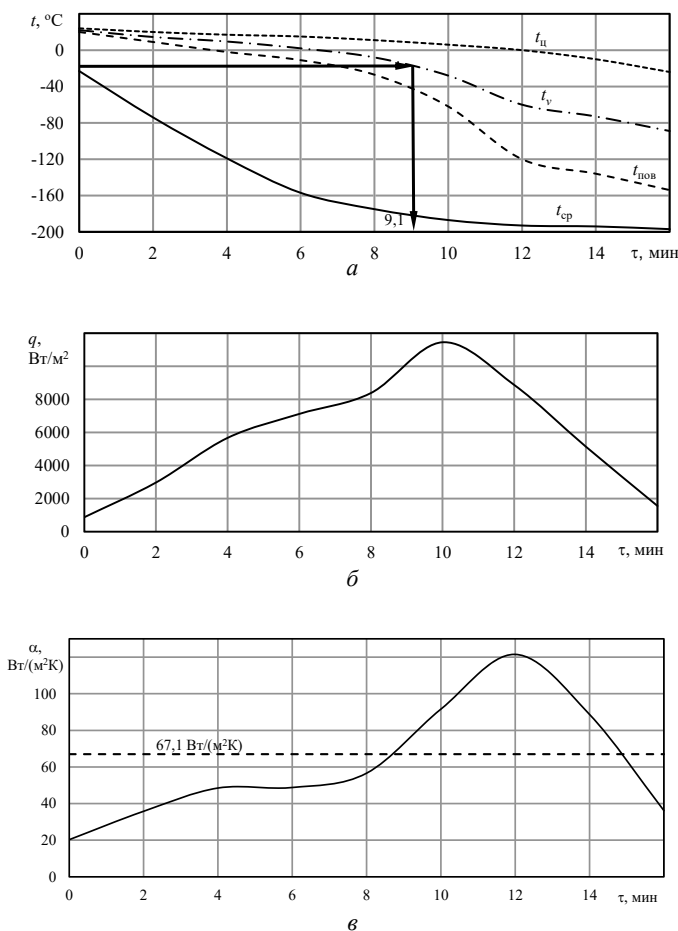 t, °C
0
-40
-80
-120
-160
-200
tц
tv
tпов
tср
9,1
0 2 4 6 8 10 12 14 τ, мин
а
q,
Вт/м²
8000
6000
4000
2000
0
0 2 4 6 8 10 12 14 τ, мин
б
α,
Вт/(м²К)
100
80
60
40
20
0
67,1 Вт/(м²К)
0 2 4 6 8 10 12 14 τ, мин
в